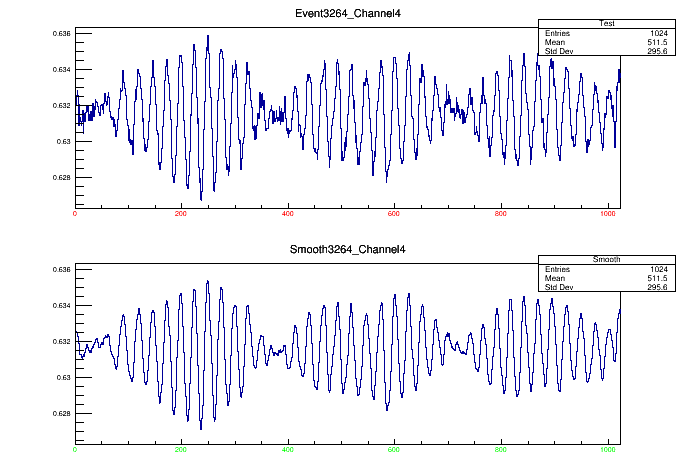 Event3264_Channel4
Test
Entries 1024
Mean 511.5
Std Dev 295.6
0.636
0.634
0.632
0.63
0.628
0 200 400 600 800 1000
Smooth3264_Channel4
Smooth
Entries 1024
Mean 511.5
Std Dev 295.6
0.636
0.634
0.632
0.63
0.628
0 200 400 600 800 1000